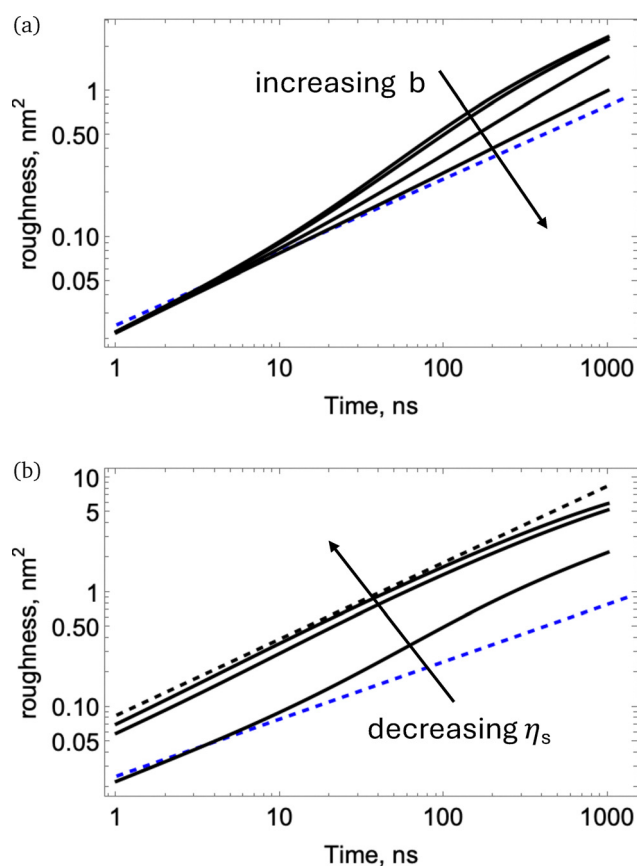 (a)
roughness, nm²
1
0.50
0.10
0.05
increasing b
1
10
100
1000
Time, ns
(b)
roughness, nm²
10
5
1
0.50
0.10
0.05
decreasing ηₛ
1
10
100
1000
Time, ns